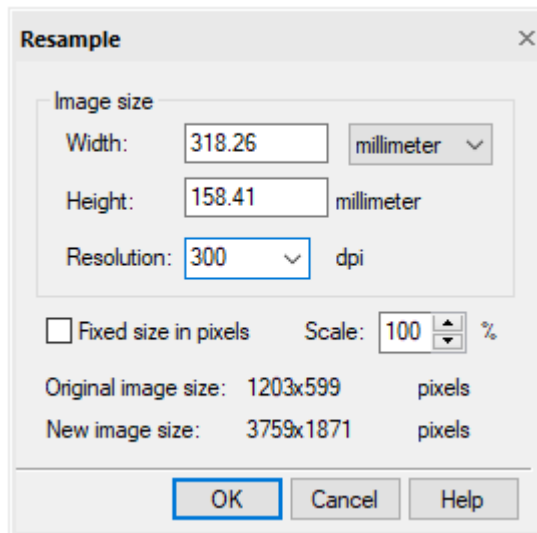 Resample
Image size
Width: 318.26 millimeter
Height: 158.41 millimeter
Resolution: 300 dpi
Fixed size in pixels Scale: 100 %
Original image size: 1203x599 pixels
New image size: 3759x1871 pixels
OK Cancel Help